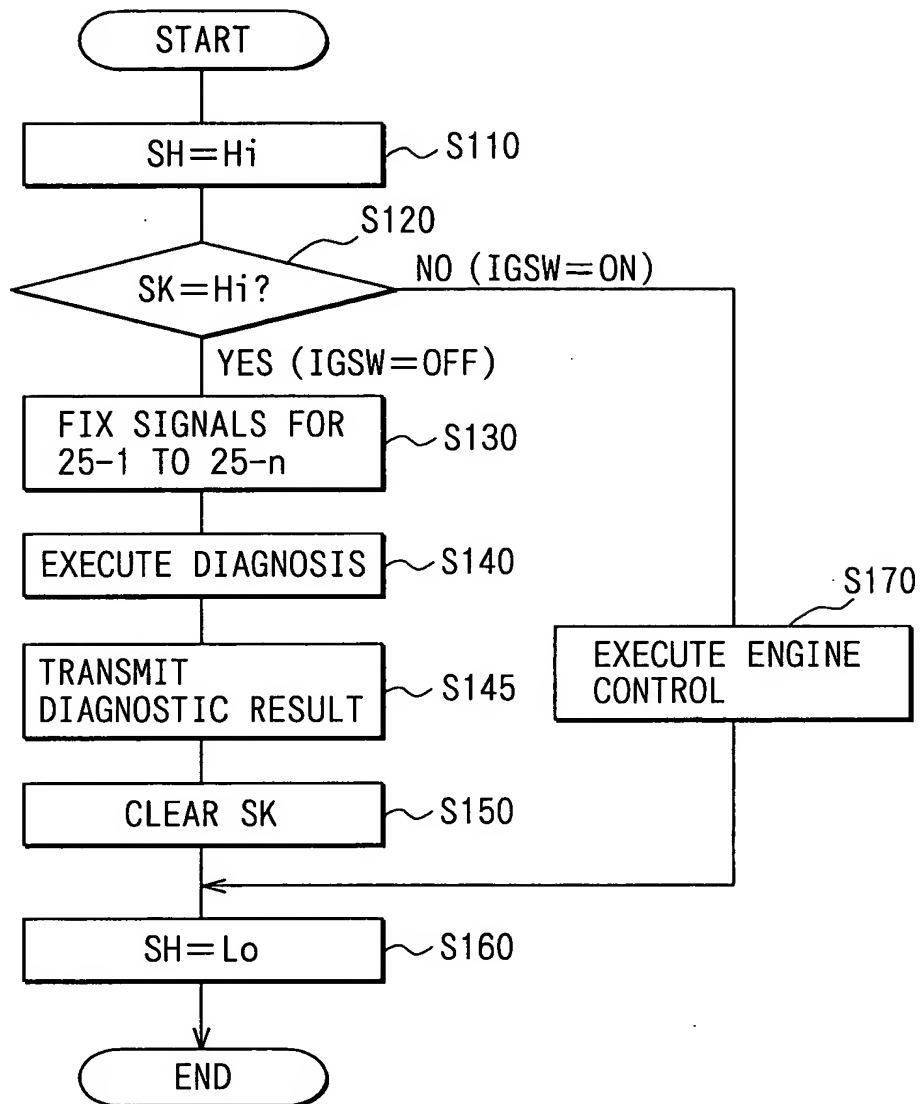 START
SH=Hi
S110
S120
SK=Hi?
NO (IGSW=ON)
YES (IGSW=OFF)
FIX SIGNALS FOR
25-1 TO 25-n
S130
EXECUTE DIAGNOSIS
S140
S170
EXECUTE ENGINE
CONTROL
TRANSMIT
DIAGNOSTIC RESULT
S145
CLEAR SK
S150
SH=Lo
S160
END